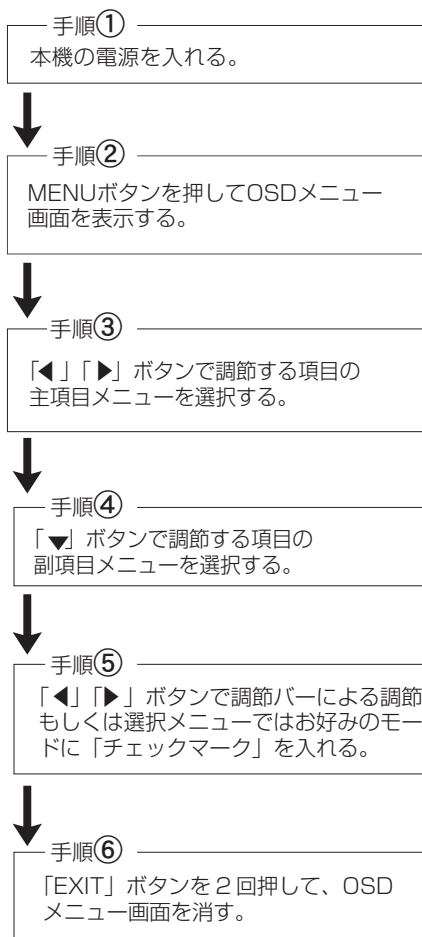 手順①
本機の電源を入れる。
手順②
MENUボタンを押してOSDメニュー
画面を表示する。
手順③
「◀」「▶」ボタンで調節する項目の
主項目メニューを選択する。
手順④
「▼」ボタンで調節する項目の
副項目メニューを選択する。
手順⑤
「◀」「▶」ボタンで調節バーによる調節
もしくは選択メニューではお好みのモー
ドに「チェックマーク」を入れる。
手順⑥
「EXIT」ボタンを2回押して、OSD
メニュー画面を消す。